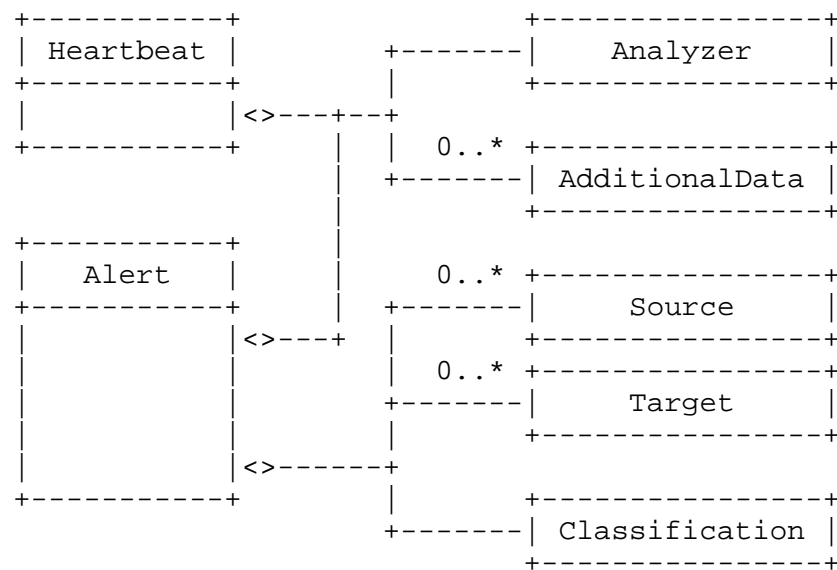 Heartbeat Analyzer
0..*
AdditionalData
Alert 0..*
Source
0..*
Target
Classification